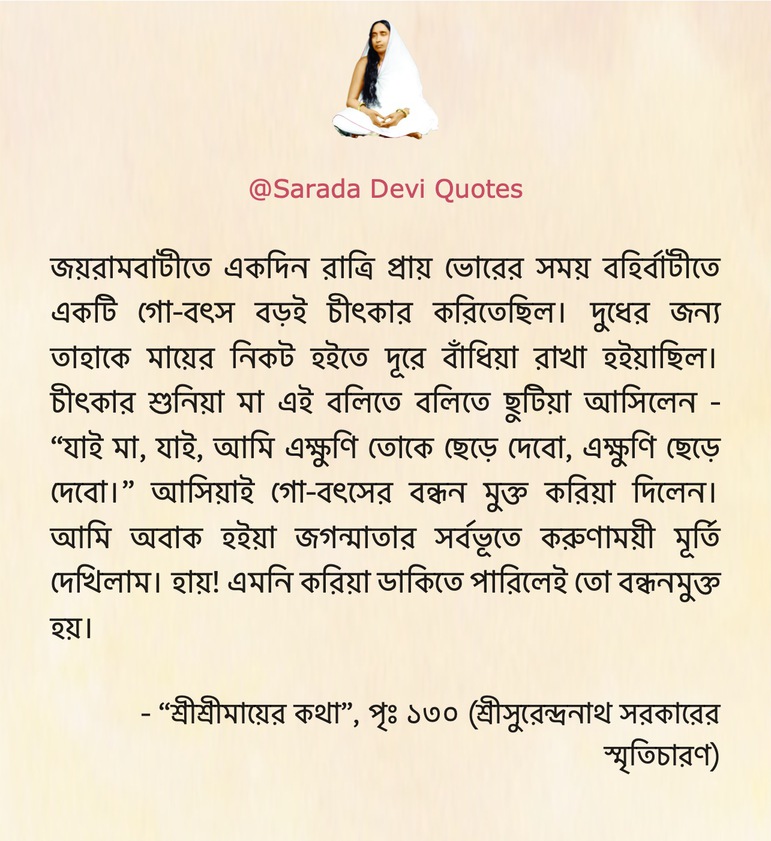 @Sarada Devi Quotes
জয়রামবাটীতে একদিন রাত্রি প্রায় ভোরের সময় বহির্বাটীতে
একটি গো-বৎস বড়ই চীৎকার করিতেছিল। দুধের জন্য
তাহাকে মায়ের নিকট হইতে দূরে বাঁধিয়া রাখা হইয়াছিল।
চীৎকার শুনিয়া মা এই বলিতে বলিতে ছুটিয়া আসিলেন -
“যাই মা, যাই, আমি এক্ষুণি তোকে ছেড়ে দেবো, এক্ষুণি ছেড়ে
দেবো।” আসিয়াই গো-বৎসের বন্ধন মুক্ত করিয়া দিলেন।
আমি অবাক হইয়া জগন্মাতার সর্বভূতে করুণাময়ী মূর্তি
দেখিলাম। হায়! এমনি করিয়া ডাকিতে পারিলেই তো বন্ধনমুক্ত
হয়।
- “শ্রীশ্রীমায়ের কথা”, পৃঃ ১৩০ (শ্রীসুরেন্দ্রনাথ সরকারের
স্মৃতিচারণ)